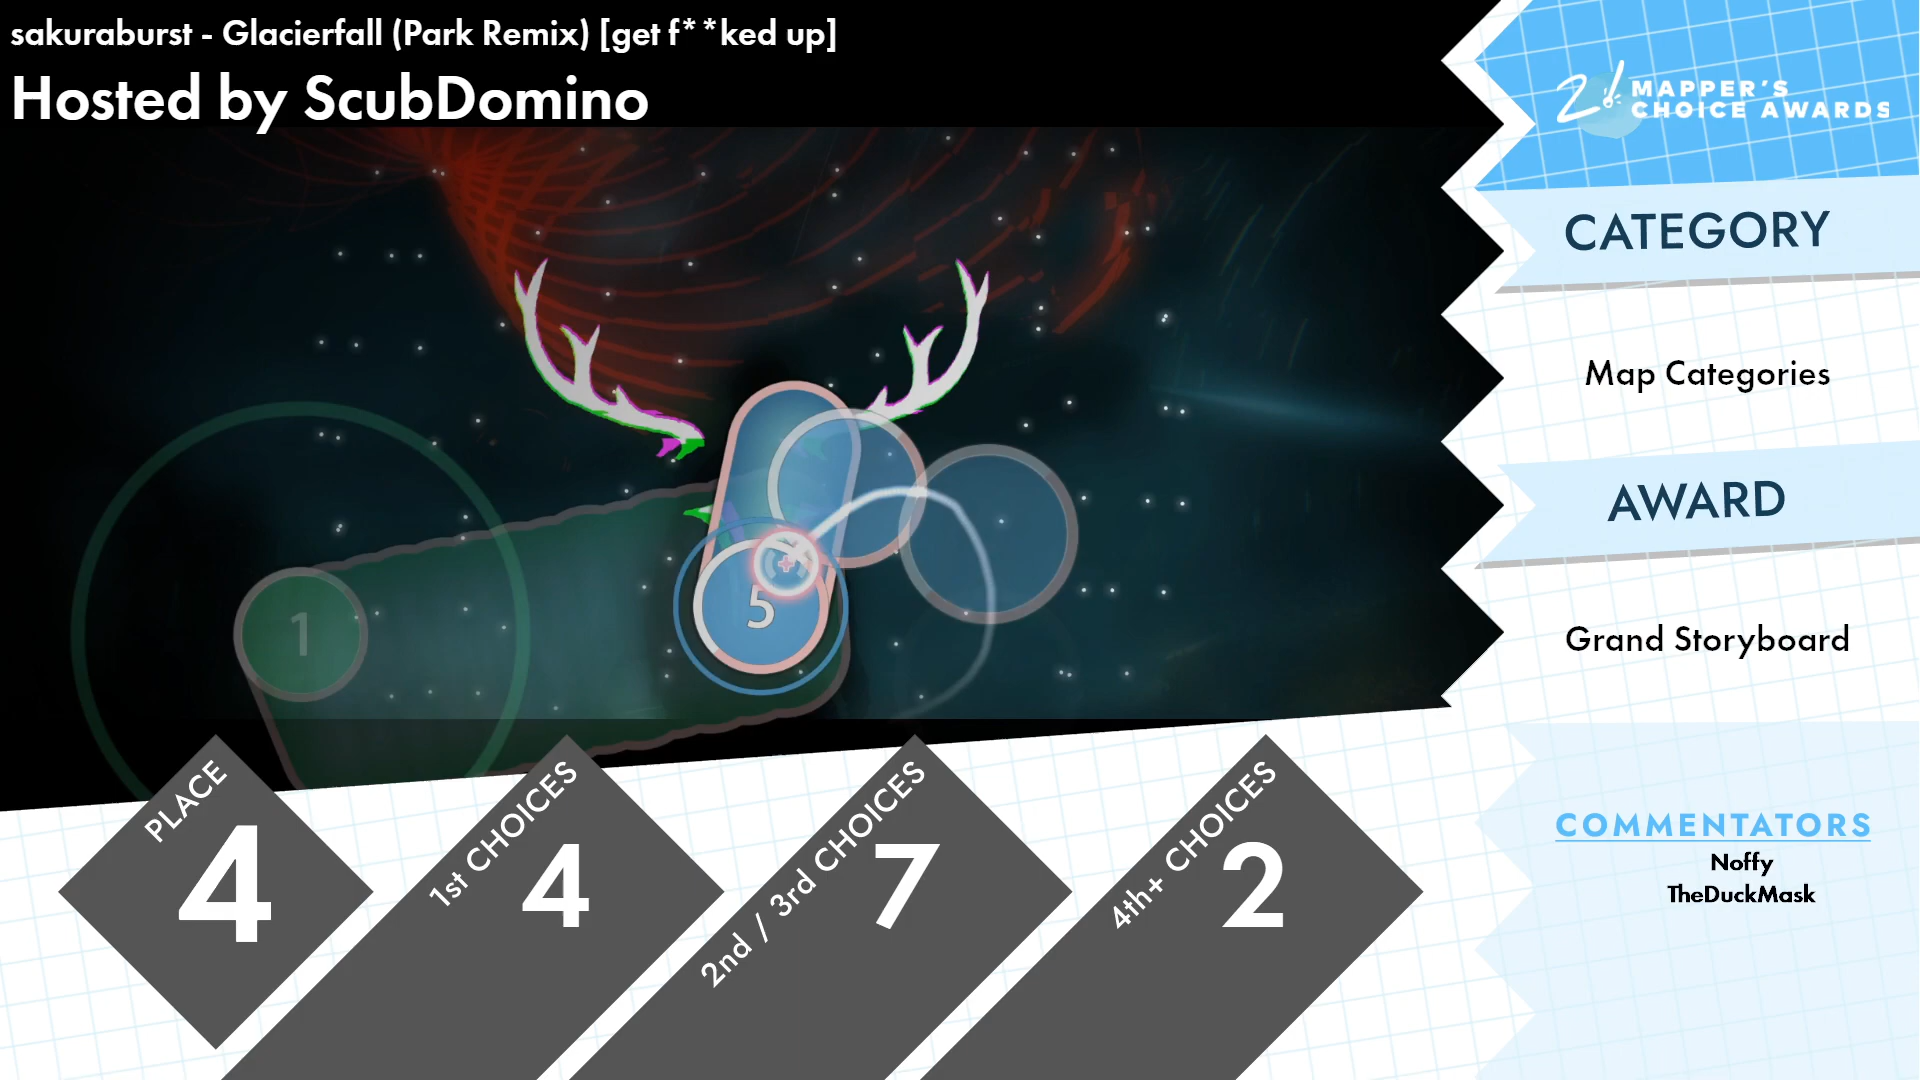 sakuraburst - Glacierfall (Park Remix) [get f**ked up]
Hosted by ScubDomino
21
MAPPER'S
CHOICE AWARDS
CATEGORY
Map Categories
AWARD
Grand Storyboard
1
5
PLACE
4
1st CHOICES
4
2nd / 3rd CHOICES
7
4th+ CHOICES
2
COMMENTATORS
Noffy
TheDuckMask